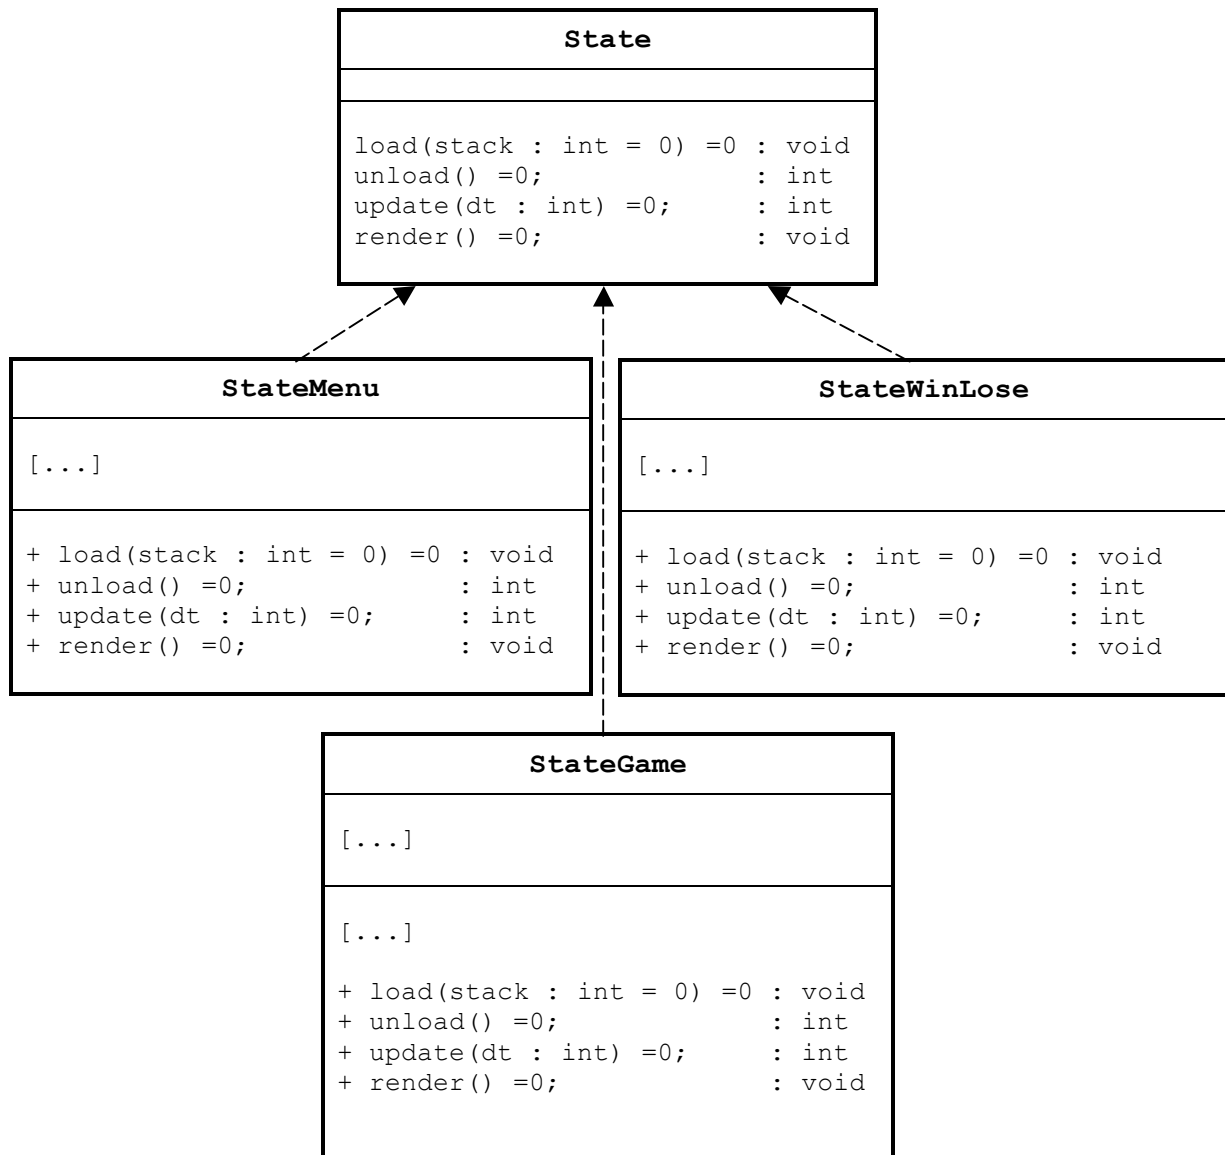 State
load(stack : int = 0) =0 : void
unload() =0;             : int
update(dt : int) =0;     : int
render() =0;             : void
StateMenu
[...]
+ load(stack : int = 0) =0 : void
+ unload() =0;             : int
+ update(dt : int) =0;     : int
+ render() =0;             : void
StateWinLose
[...]
+ load(stack : int = 0) =0 : void
+ unload() =0;             : int
+ update(dt : int) =0;     : int
+ render() =0;             : void
StateGame
[...]
[...]
+ load(stack : int = 0) =0 : void
+ unload() =0;             : int
+ update(dt : int) =0;     : int
+ render() =0;             : void